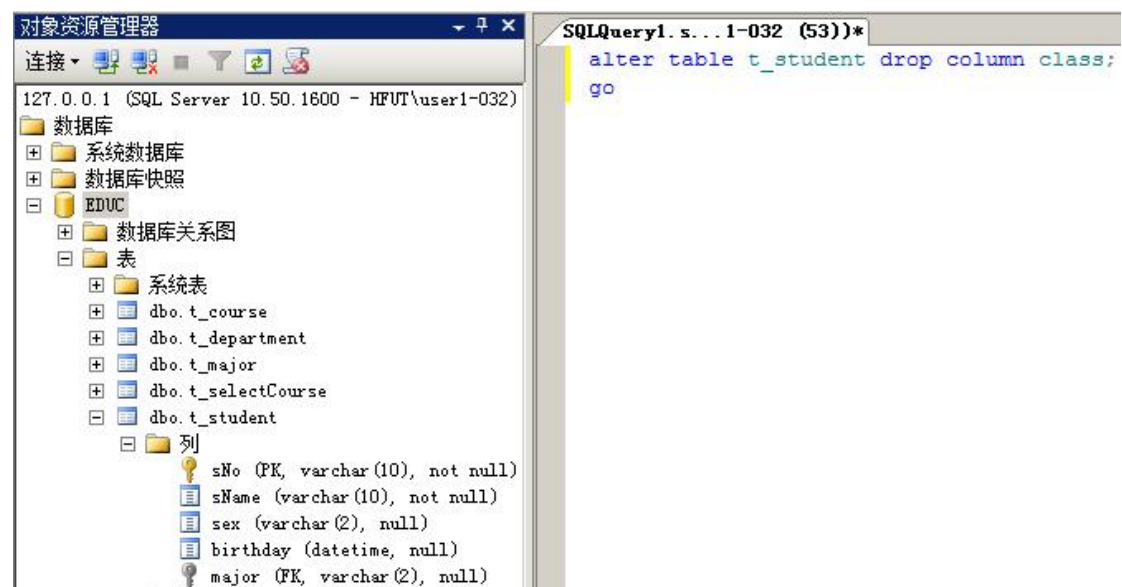 对象资源管理器
连接
127.0.0.1 (SQL Server 10.50.1600 - HFUT\user1-032)
数据库
系统数据库
数据库快照
EDUC
数据库关系图
表
系统表
dbo.t_course
dbo.t_department
dbo.t_major
dbo.t_selectCourse
dbo.t_student
列
sNo (PK, varchar(10), not null)
sName (varchar(10), not null)
sex (varchar(2), null)
birthday (datetime, null)
major (FK, varchar(2), null)
SQLQuery1.s...1-032 (53))*
alter table t_student drop column class;
go